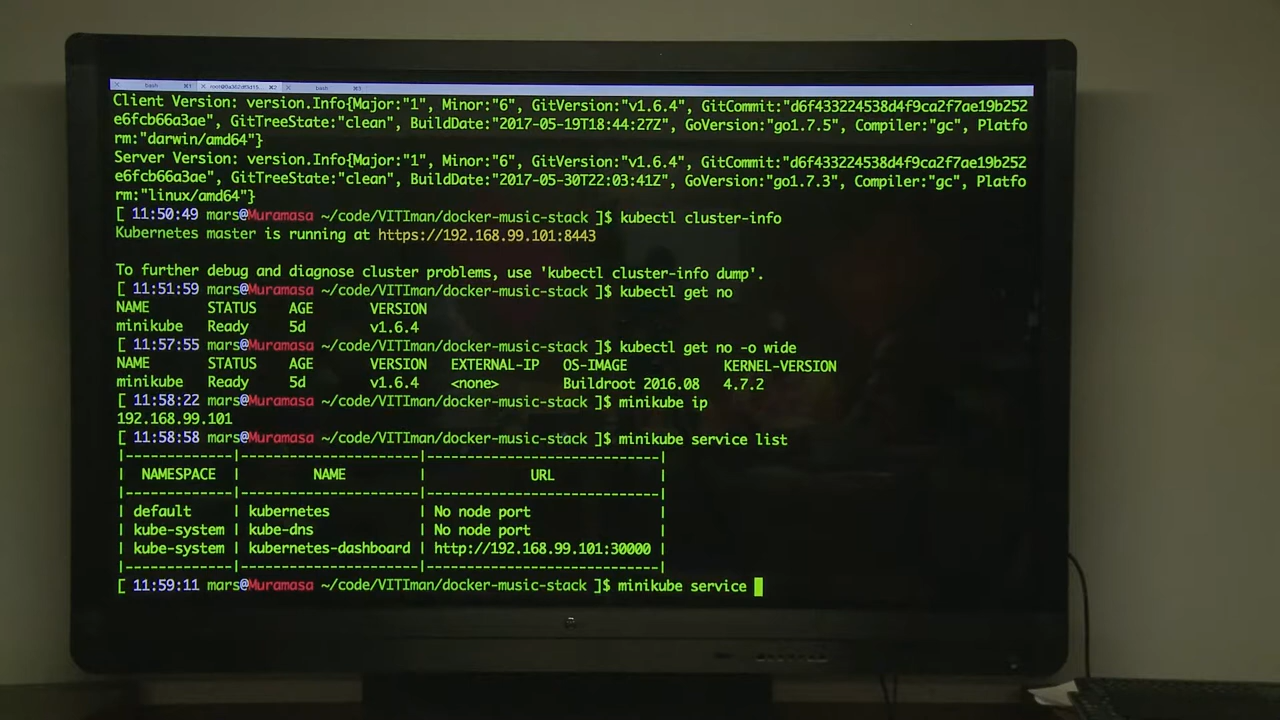 bash ⌘1 root@0a382df5d15... ⌘2 bash ⌘3
Client Version: version.Info{Major:"1", Minor:"6", GitVersion:"v1.6.4", GitCommit:"d6f433224538d4f9ca2f7ae19b252
e6fcb66a3ae", GitTreeState:"clean", BuildDate:"2017-05-19T18:44:27Z", GoVersion:"go1.7.5", Compiler:"gc", Platfo
rm:"darwin/amd64"}
Server Version: version.Info{Major:"1", Minor:"6", GitVersion:"v1.6.4", GitCommit:"d6f433224538d4f9ca2f7ae19b252
e6fcb66a3ae", GitTreeState:"clean", BuildDate:"2017-05-30T22:03:41Z", GoVersion:"go1.7.3", Compiler:"gc", Platfo
rm:"linux/amd64"}
[ 11:50:49 mars@Muramasa ~/code/VITIman/docker-music-stack ]$ kubectl cluster-info
Kubernetes master is running at https://192.168.99.101:8443
To further debug and diagnose cluster problems, use 'kubectl cluster-info dump'.
[ 11:51:59 mars@Muramasa ~/code/VITIman/docker-music-stack ]$ kubectl get no
NAME STATUS AGE VERSION
minikube Ready 5d v1.6.4
[ 11:57:55 mars@Muramasa ~/code/VITIman/docker-music-stack ]$ kubectl get no -o wide
NAME STATUS AGE VERSION EXTERNAL-IP OS-IMAGE KERNEL-VERSION
minikube Ready 5d v1.6.4 <none> Buildroot 2016.08 4.7.2
[ 11:58:22 mars@Muramasa ~/code/VITIman/docker-music-stack ]$ minikube ip
192.168.99.101
[ 11:58:58 mars@Muramasa ~/code/VITIman/docker-music-stack ]$ minikube service list
|-------------|----------------------|-----------------------------|
| NAMESPACE | NAME | URL |
|-------------|----------------------|-----------------------------|
| default | kubernetes | No node port |
| kube-system | kube-dns | No node port |
| kube-system | kubernetes-dashboard | http://192.168.99.101:30000 |
|-------------|----------------------|-----------------------------|
[ 11:59:11 mars@Muramasa ~/code/VITIman/docker-music-stack ]$ minikube service